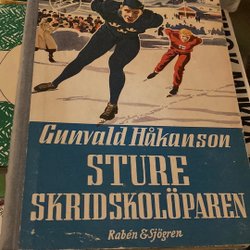 Gunvald Håkanson
STURE
SKRIDSKOLÖPAREN
Rabén & Sjögren